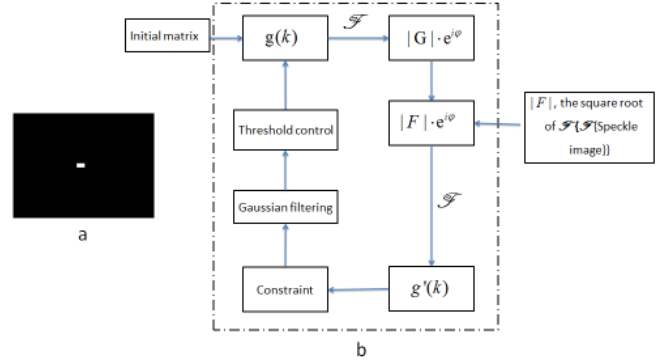 Initial matrix
g(k)
ℱ
|G|·e^{iφ}
|F|·e^{iφ}
|F|, the square root
of ℱ{ℱ{Speckle
image}}
Threshold control
Gaussian filtering
ℱ
Constraint
g'(k)
a
b